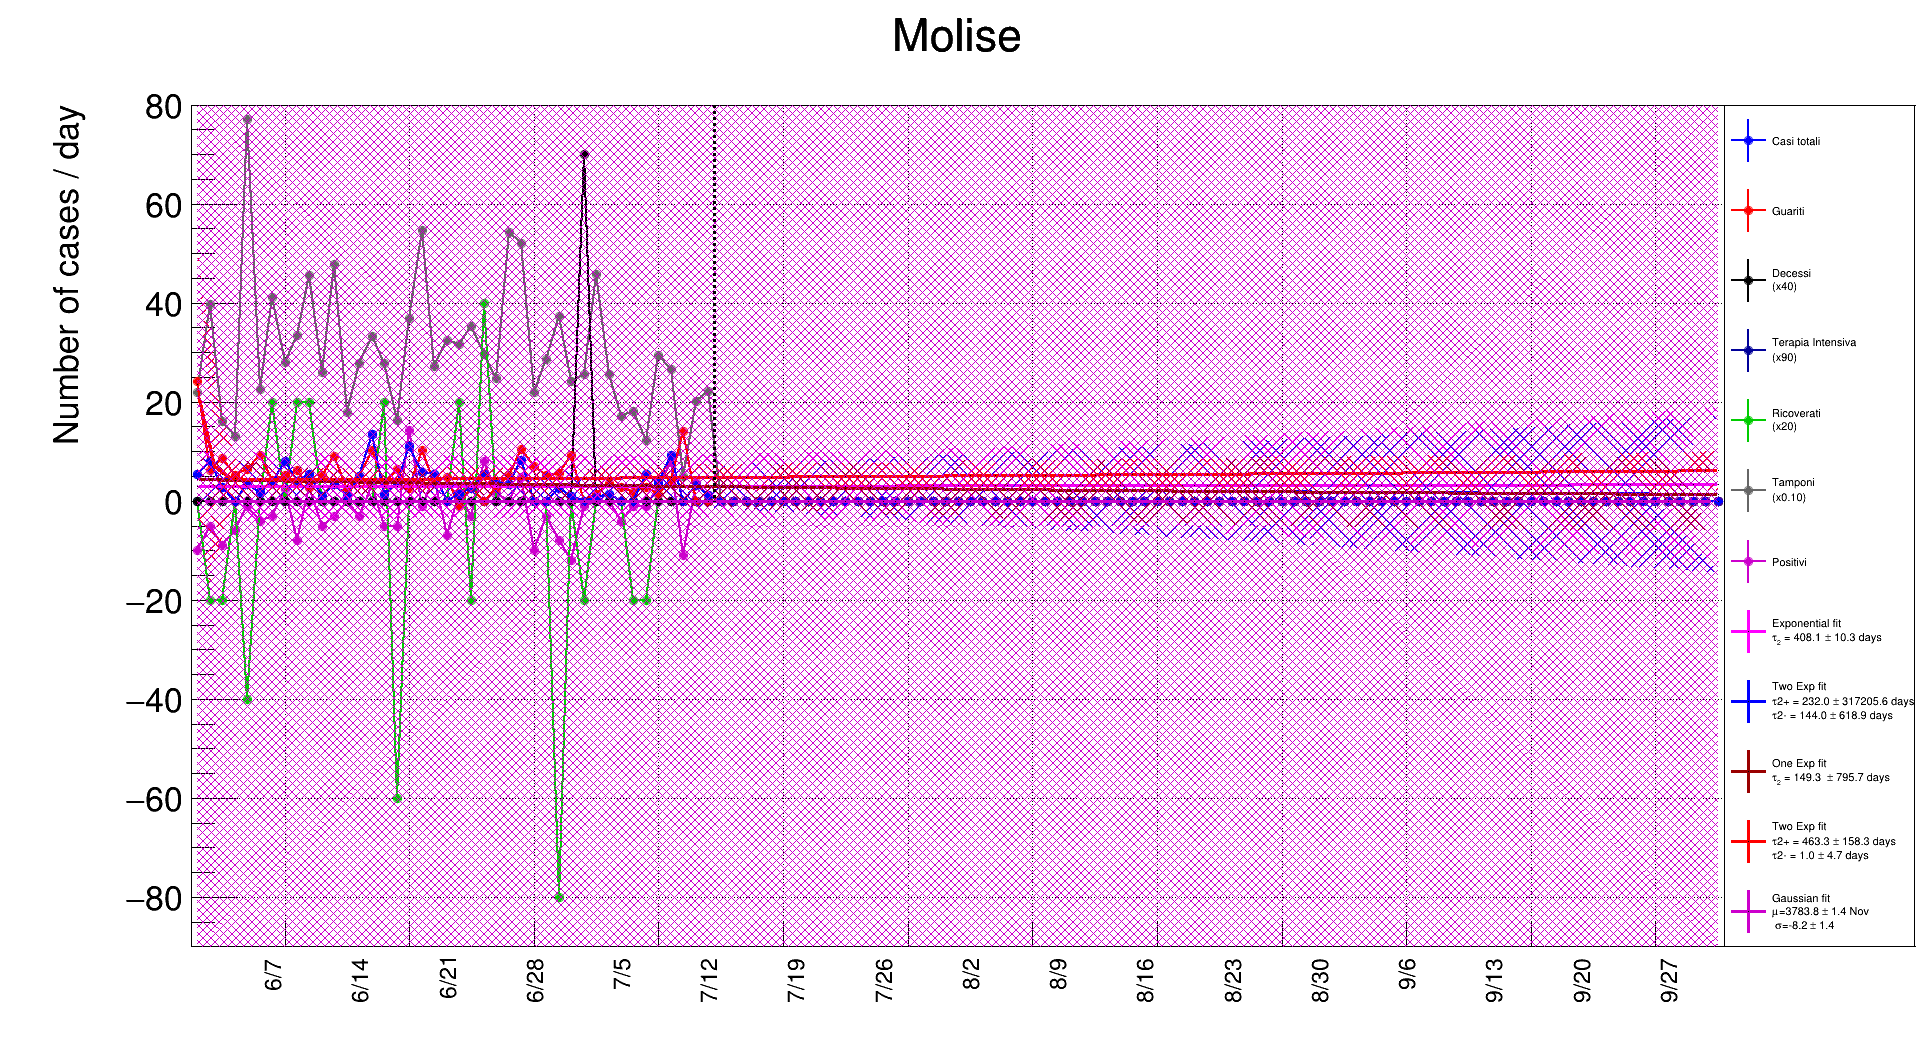 Molise
Number of cases / day
80
60
40
20
0
−20
−40
−60
−80
6/7
6/14
6/21
6/28
7/5
7/12
7/19
7/26
8/2
8/9
8/16
8/23
8/30
9/6
9/13
9/20
9/27
Casi totali
Guariti
Decessi
(x40)
Terapia Intensiva
(x90)
Ricoverati
(x20)
Tamponi
(x0.10)
Positivi
Exponential fit
τ₂ = 408.1 ± 10.3 days
Two Exp fit
τ2+ = 232.0 ± 317205.6 days
τ2- = 144.0 ± 618.9 days
One Exp fit
τ₂ = 149.3 ± 795.7 days
Two Exp fit
τ2+ = 463.3 ± 158.3 days
τ2- = 1.0 ± 4.7 days
Gaussian fit
μ=3783.8 ± 1.4 Nov
σ=-8.2 ± 1.4